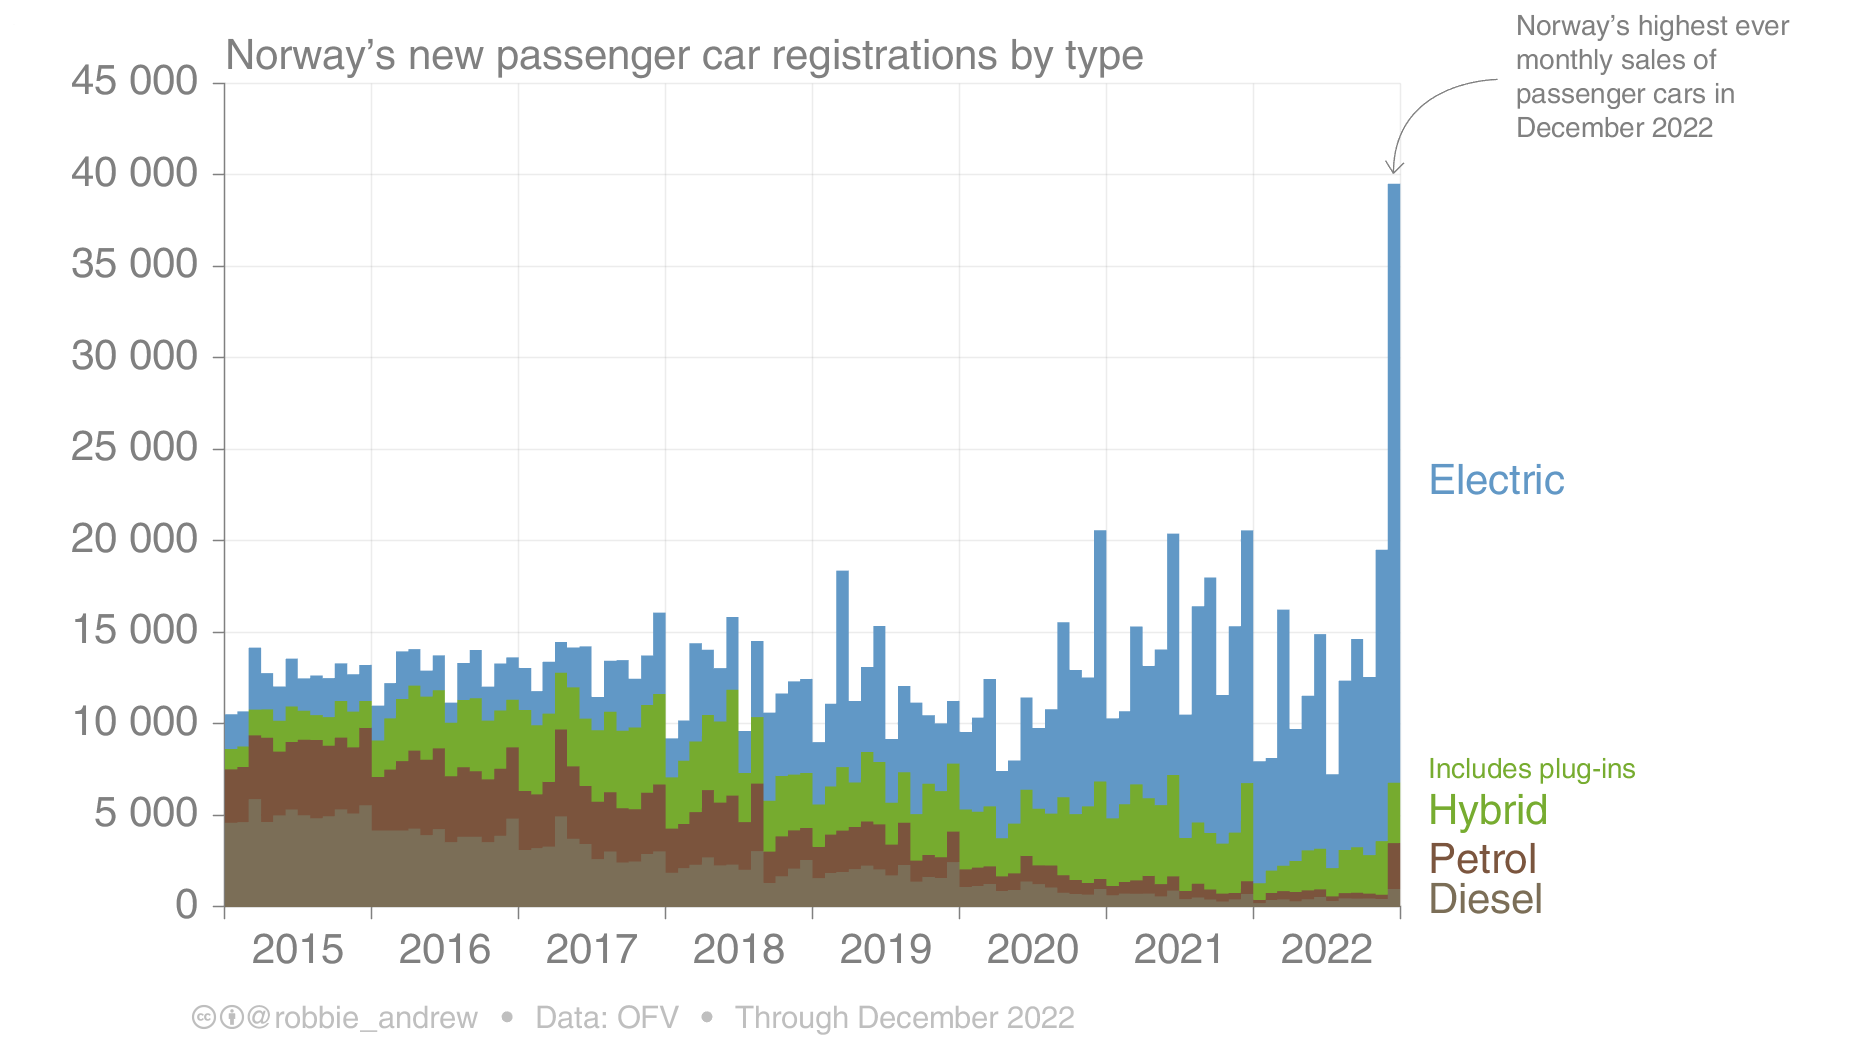 Norway’s new passenger car registrations by type
Norway’s highest ever
monthly sales of
passenger cars in
December 2022
45 000
40 000
35 000
30 000
25 000
20 000
15 000
10 000
5 000
0
Electric
Includes plug-ins
Hybrid
Petrol
Diesel
2015 2016 2017 2018 2019 2020 2021 2022
cc @robbie_andrew • Data: OFV • Through December 2022